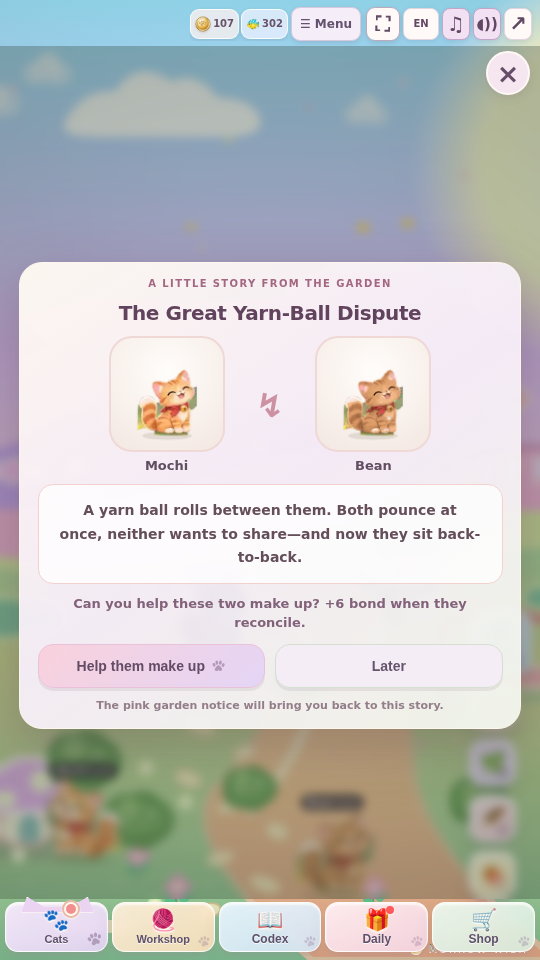 107
302
☰ Menu
EN
A LITTLE STORY FROM THE GARDEN
The Great Yarn-Ball Dispute
Mochi
Bean
A yarn ball rolls between them. Both pounce at
once, neither wants to share—and now they sit back-
to-back.
Can you help these two make up? +6 bond when they
reconcile.
Help them make up
Later
The pink garden notice will bring you back to this story.
Cats
Workshop
Codex
Daily
Shop